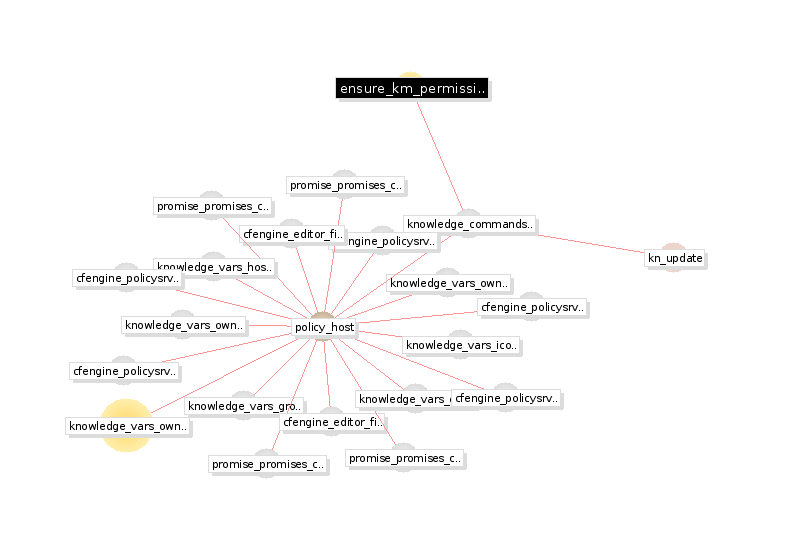 ensure_km_permissi..
promise_promises_c..
promise_promises_c..
knowledge_commands..
cfengine_editor_fi..
ngine_policysrv..
kn_update
knowledge_vars_hos..
cfengine_policysrv..
knowledge_vars_own..
cfengine_policysrv..
knowledge_vars_own..
policy_host
knowledge_vars_ico..
cfengine_policysrv..
knowledge_vars_
cfengine_policysrv..
knowledge_vars_gro..
cfengine_editor_fi..
knowledge_vars_own..
promise_promises_c..
promise_promises_c..